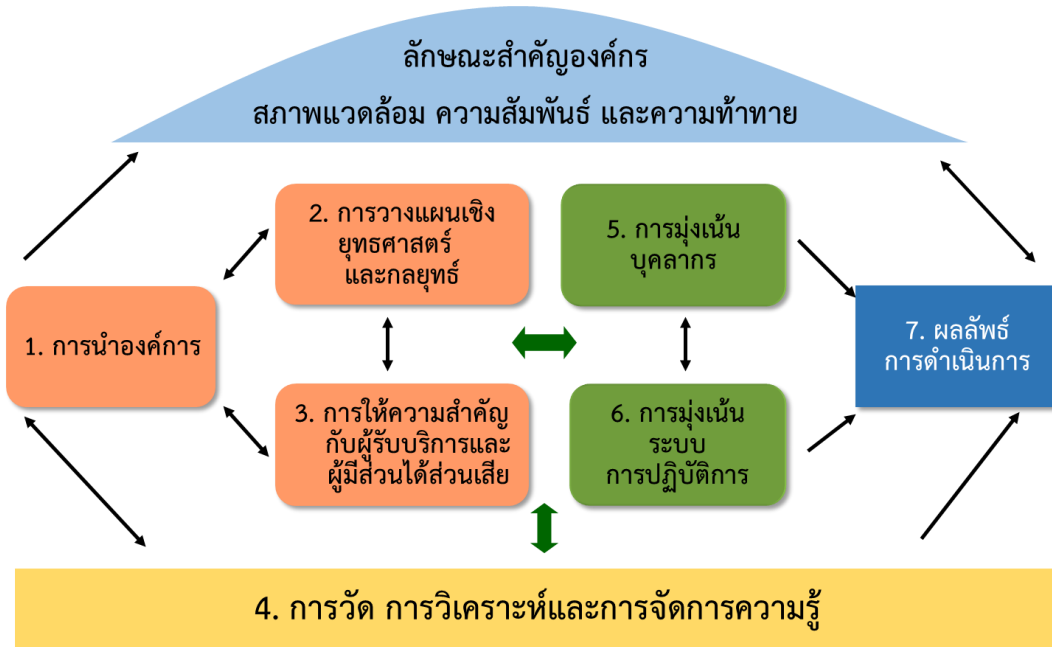 ลักษณะสำคัญองค์กร
สภาพแวดล้อม ความสัมพันธ์ และความท้าทาย
2. การวางแผนเชิง
ยุทธศาสตร์
และกลยุทธ์
5. การมุ่งเน้น
บุคลากร
1. การนำองค์การ
7. ผลลัพธ์
การดำเนินการ
3. การให้ความสำคัญ
กับผู้รับบริการและ
ผู้มีส่วนได้ส่วนเสีย
6. การมุ่งเน้น
ระบบ
การปฏิบัติการ
4. การวัด การวิเคราะห์และการจัดการความรู้